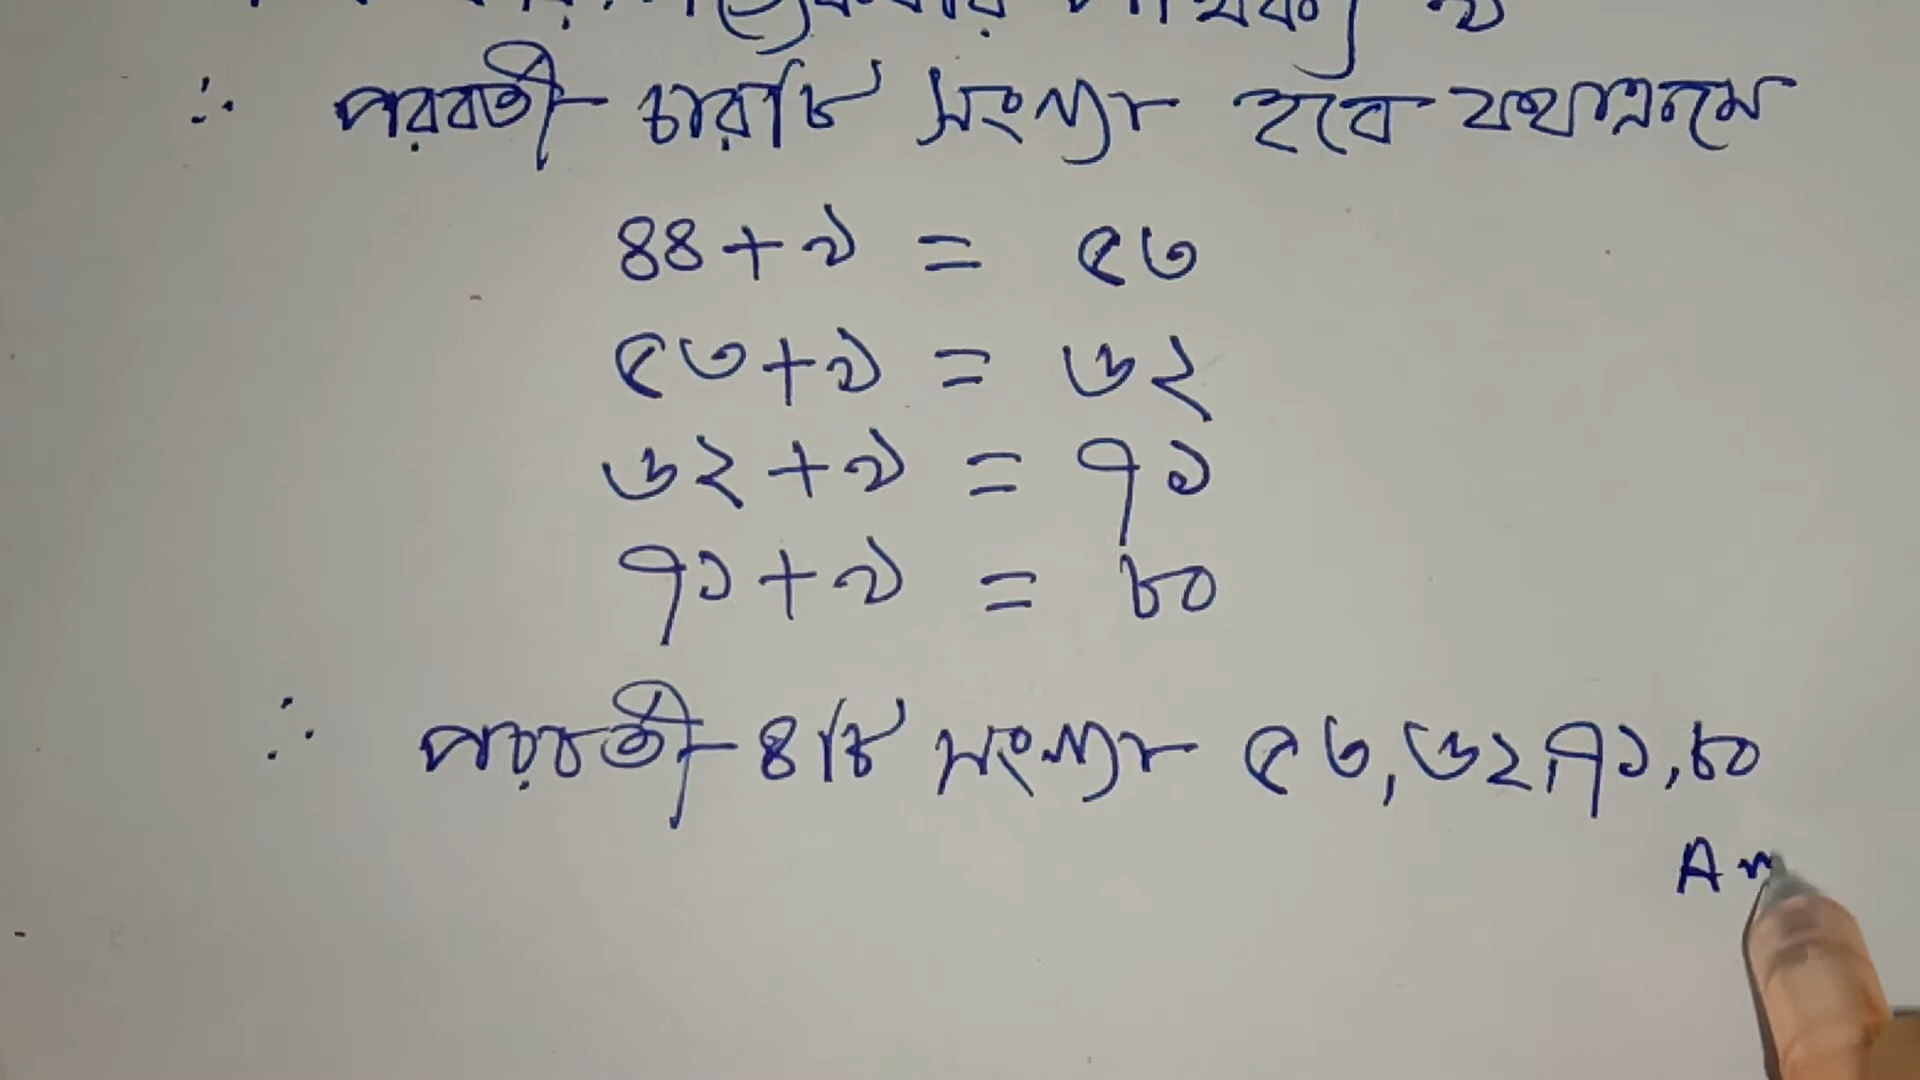 ∴ পরবর্তী চারটি সংখ্যা হবে যথাক্রমে
৪৪+৯ = ৫৩
৫৩+৯ = ৬২
৬২+৯ = ৭১
৭১+৯ = ৮০
∴ পরবর্তী ৪টি সংখ্যা ৫৩,৬২,৭১,৮০
An